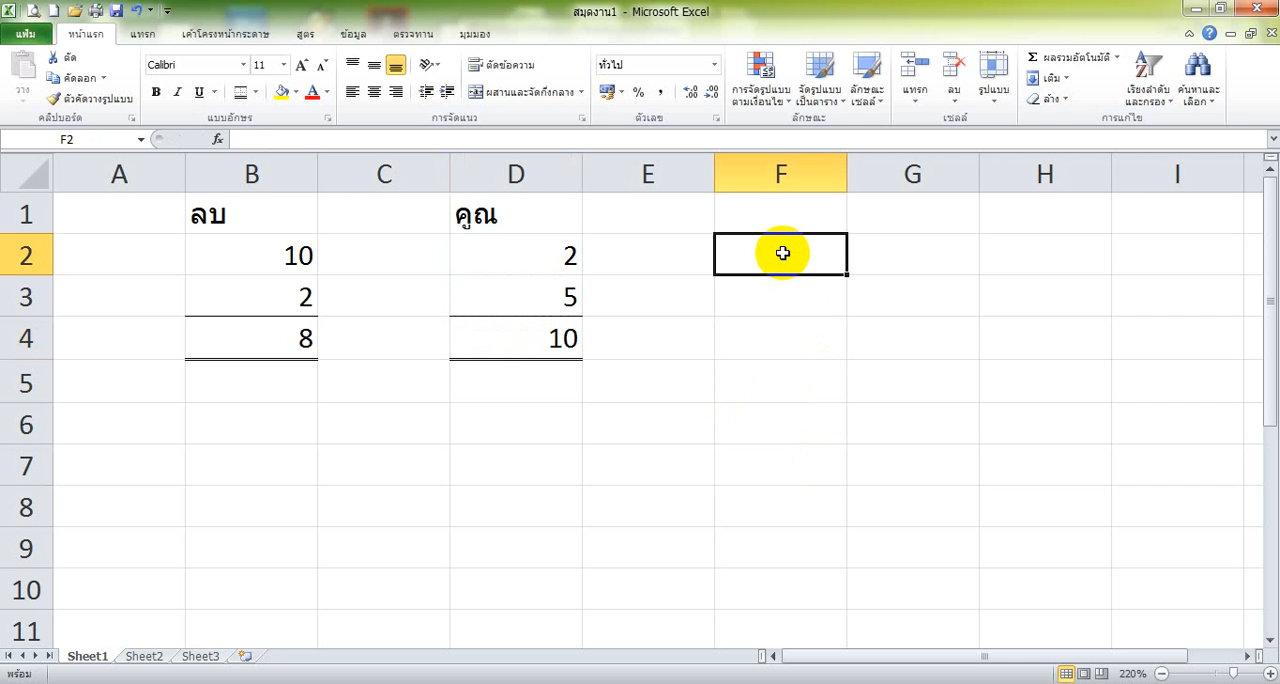 สมุดงาน1 - Microsoft Excel
แฟ้ม หน้าแรก แทรก เค้าโครงหน้ากระดาษ สูตร ข้อมูล ตรวจทาน มุมมอง
วาง
ตัด
คัดลอก
ตัวคัดวางรูปแบบ
คลิปบอร์ด
Calibri 11 A A
B I U A
แบบอักษร
ตัดข้อความ
ผสานและจัดกึ่งกลาง
การจัดแนว
ทั่วไป
% , .00 .00
ตัวเลข
การจัดรูปแบบ
ตามเงื่อนไข
จัดรูปแบบ
เป็นตาราง
ลักษณะ
เซลล์
ลักษณะ
แทรก ลบ รูปแบบ
เซลล์
Σ ผลรวมอัตโนมัติ
เติม
ล้าง
เรียงลำดับ
และกรอง
ค้นหาและ
เลือก
การแก้ไข
F2 fx
A B C D E F G H I
1 ลบ คูณ
2 10 2
3 2 5
4 8 10
5
6
7
8
9
10
11
Sheet1 Sheet2 Sheet3
พร้อม 220%